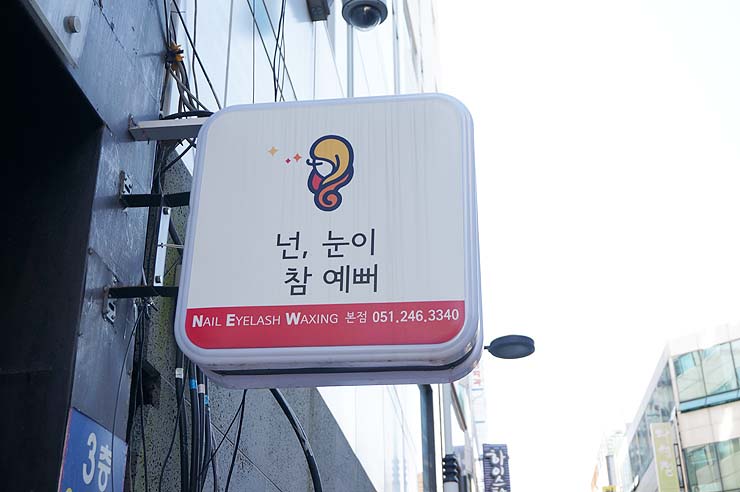 넌, 눈이
참 예뻐
NAIL EYELASH WAXING 본점 051.246.3340
3층